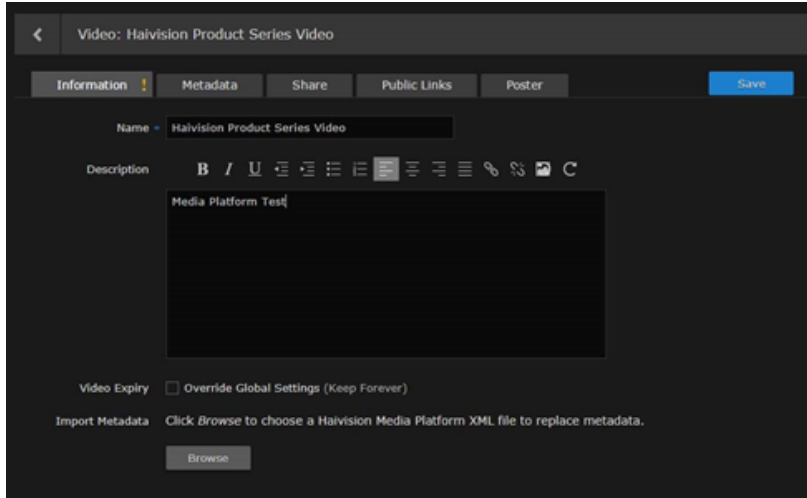 Video: Haivision Product Series Video
Information ! Metadata Share Public Links Poster Save
Name Haivision Product Series Video
Description B I U
Media Platform Test
Video Expiry Override Global Settings (Keep Forever)
Import Metadata Click Browse to choose a Haivision Media Platform XML file to replace metadata.
Browse